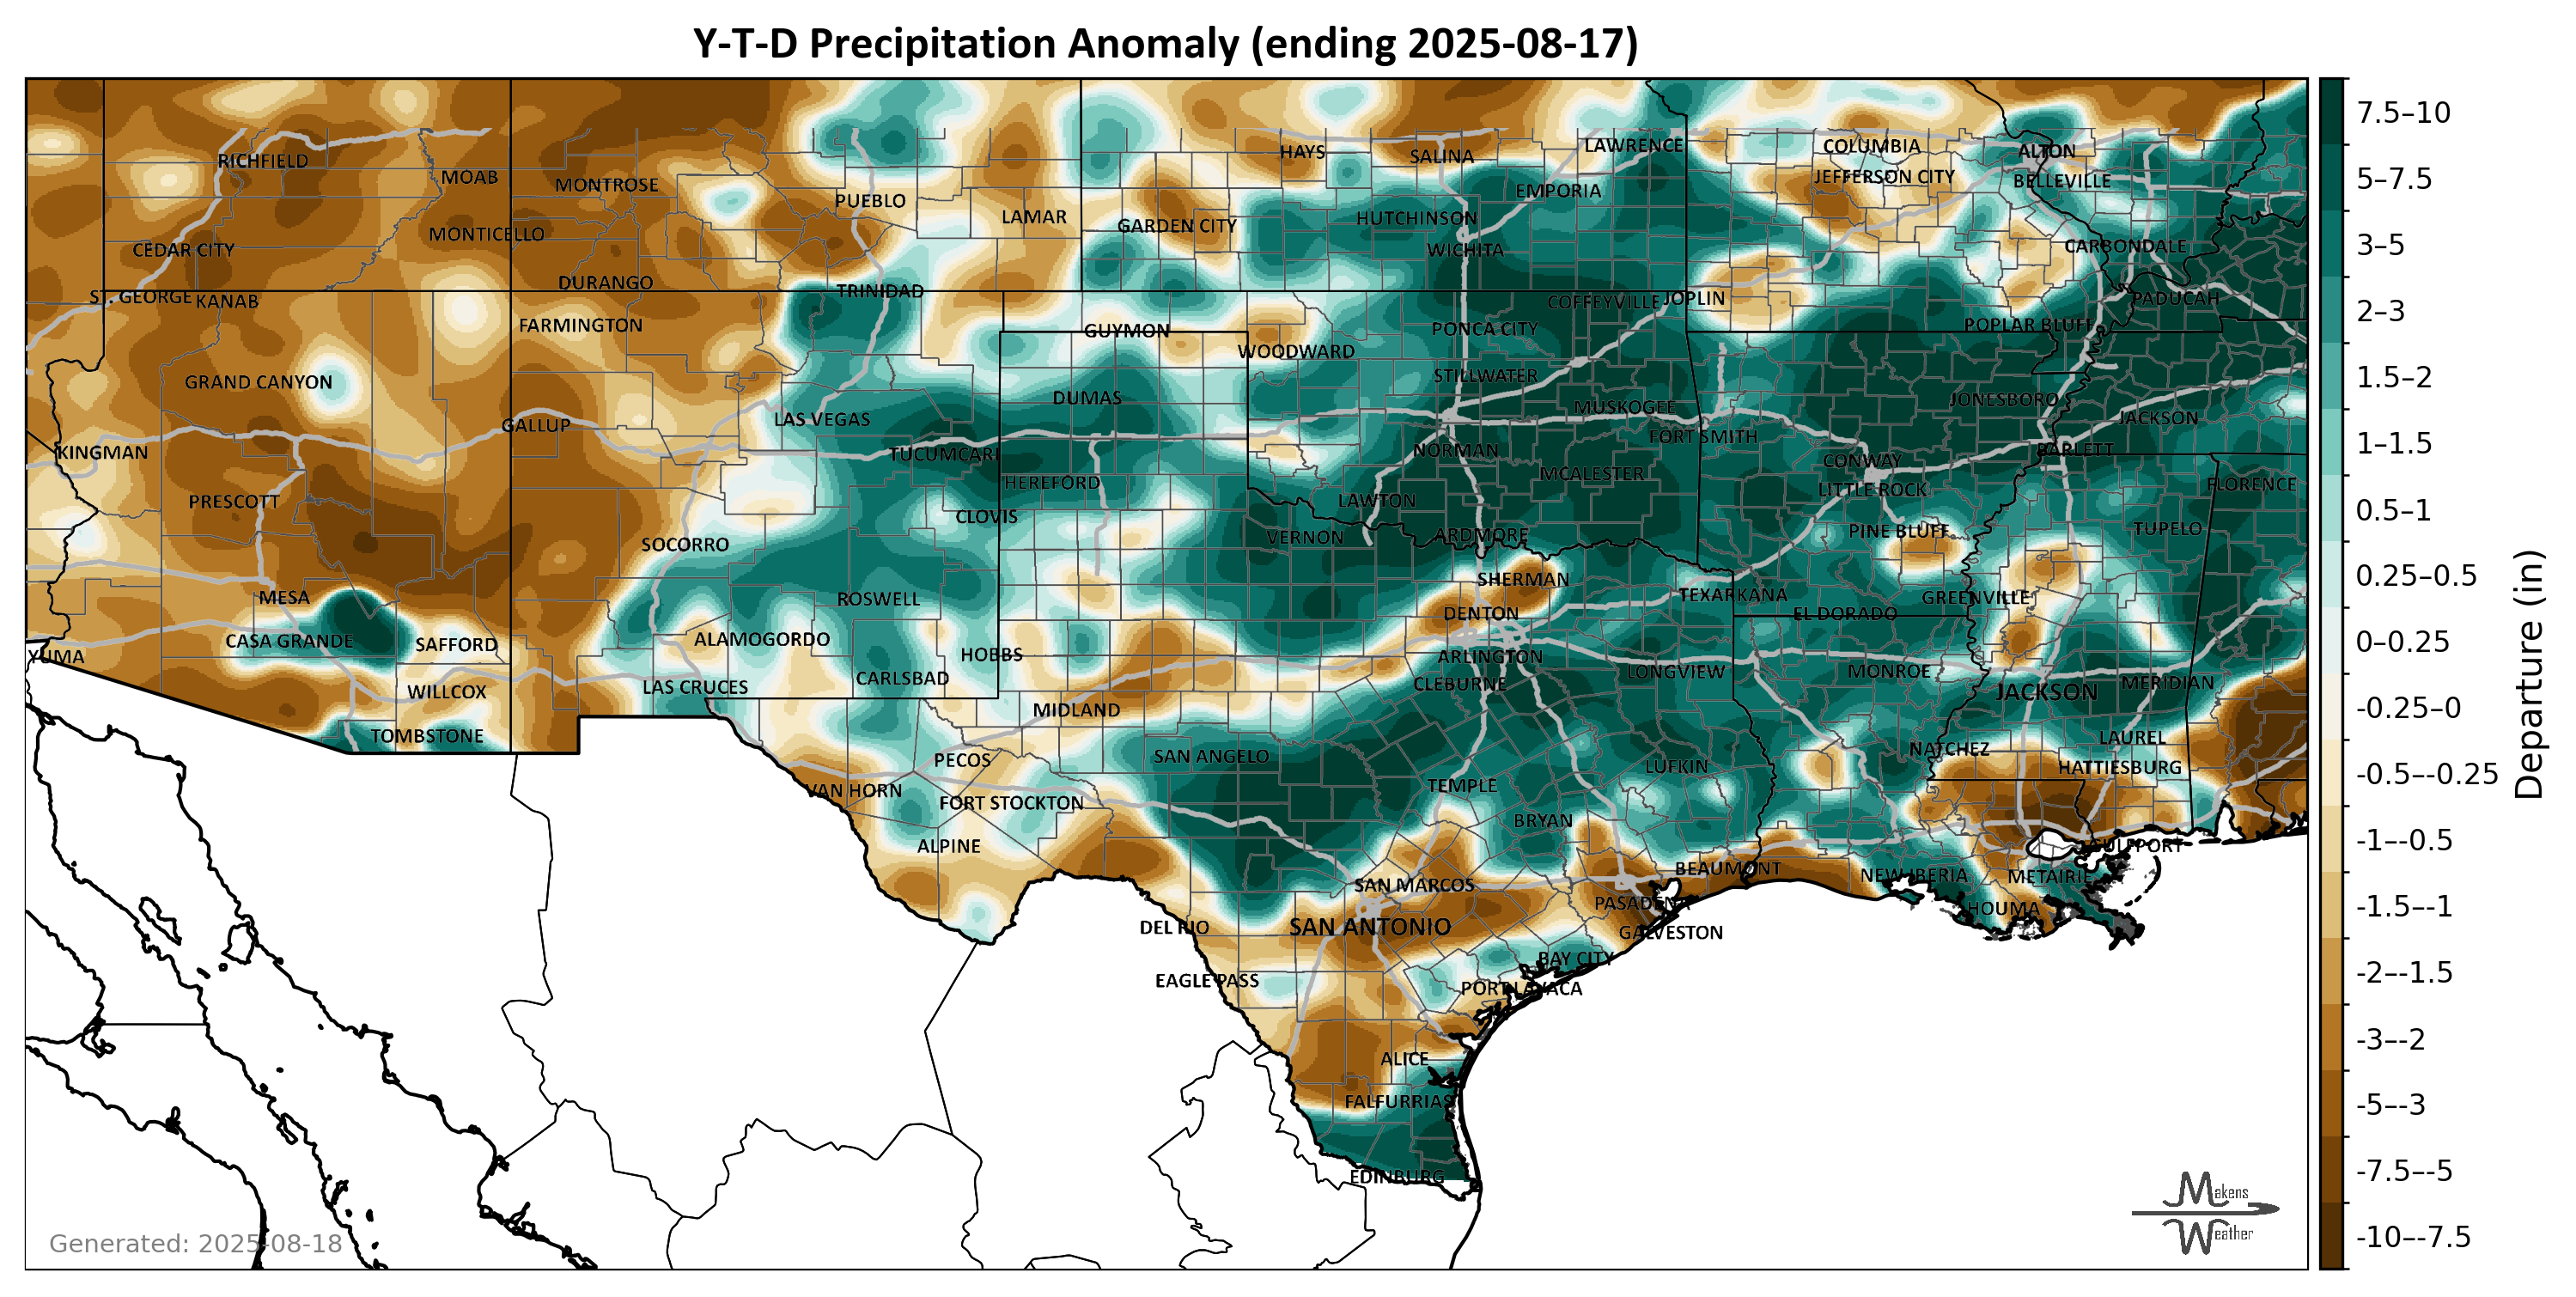 Y-T-D Precipitation Anomaly (ending 2025-08-17)
RICHFIELD
MOAB
MONTROSE
PUEBLO
LAMAR
HAYS
SALINA
LAWRENCE
COLUMBIA
ALTON
JEFFERSON CITY
BELLEVILLE
EMPORIA
HUTCHINSON
GARDEN CITY
WICHITA
CARBONDALE
CEDAR CITY
MONTICELLO
DURANGO
TRINIDAD
ST. GEORGE
KANAB
FARMINGTON
GUYMON
COFFEYVILLE
JOPLIN
PADUCAH
PONCA CITY
POPLAR BLUFF
WOODWARD
STILLWATER
GRAND CANYON
DUMAS
MUSKOGEE
JONESBORO
JACKSON
GALLUP
LAS VEGAS
KINGMAN
TUCUMCARI
NORMAN
FORT SMITH
BARLETT
CONWAY
HEREFORD
MCALESTER
LITTLE ROCK
FLORENCE
PRESCOTT
LAWTON
CLOVIS
VERNON
ARDMORE
PINE BLUFF
TUPELO
SOCORRO
SHERMAN
MESA
ROSWELL
DENTON
TEXARKANA
EL DORADO
GREENVILLE
CASA GRANDE
SAFFORD
ALAMOGORDO
YUMA
HOBBS
ARLINGTON
LONGVIEW
MONROE
WILLCOX
LAS CRUCES
CARLSBAD
CLEBURNE
JACKSON
MERIDIAN
MIDLAND
TOMBSTONE
PECOS
SAN ANGELO
LUFKIN
NATCHEZ
LAUREL
HATTIESBURG
VAN HORN
FORT STOCKTON
TEMPLE
BRYAN
ALPINE
GULFPORT
BEAUMONT
NEW IBERIA
METAIRIE
SAN MARCOS
PASADENA
HOUMA
DEL RIO
SAN ANTONIO
GALVESTON
BAY CITY
EAGLE PASS
PORT LAVACA
ALICE
FALFURRIAS
EDINBURG
7.5–10
5–7.5
3–5
2–3
1.5–2
1–1.5
0.5–1
0.25–0.5
0–0.25
-0.25–0
-0.5–-0.25
-1–-0.5
-1.5–-1
-2–-1.5
-3–-2
-5–-3
-7.5–-5
-10–-7.5
Departure (in)
Generated: 2025-08-18
Makens
Weather